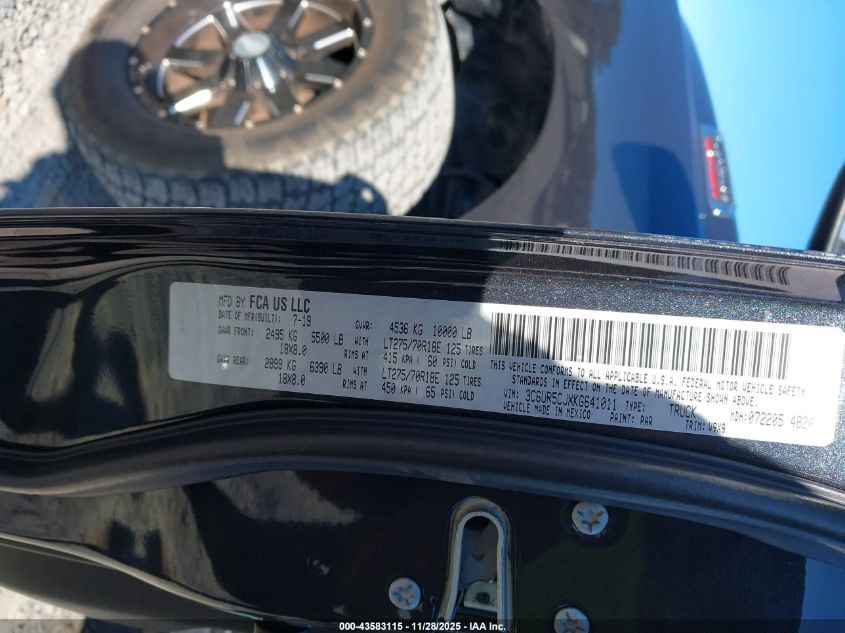 MFD BY FCA US LLC
DATE OF MFR(BUILT): 7-19 GVWR: 4536 KG 10000 LB
GAWR FRONT: 2495 KG 5500 LB WITH LT275/70R18E 125 TIRES
18X8.0 RIMS AT 415 KPA ( 60 PSI) COLD
GAWR REAR: 2899 KG 6390 LB WITH LT275/70R18E 125 TIRES
18X8.0 RIMS AT 450 KPA ( 65 PSI) COLD
THIS VEHICLE CONFORMS TO ALL APPLICABLE U.S.A. FEDERAL MOTOR VEHICLE SAFETY
STANDARDS IN EFFECT ON THE DATE OF MANUFACTURE SHOWN ABOVE.
VIN: 3C6UR5CJXKG641011 TYPE: TRUCK MDH: 072205 482A
MADE IN MEXICO PAINT: PAR TRIM: V9X9
000-43583115 - 11/28/2025 - IAA Inc.